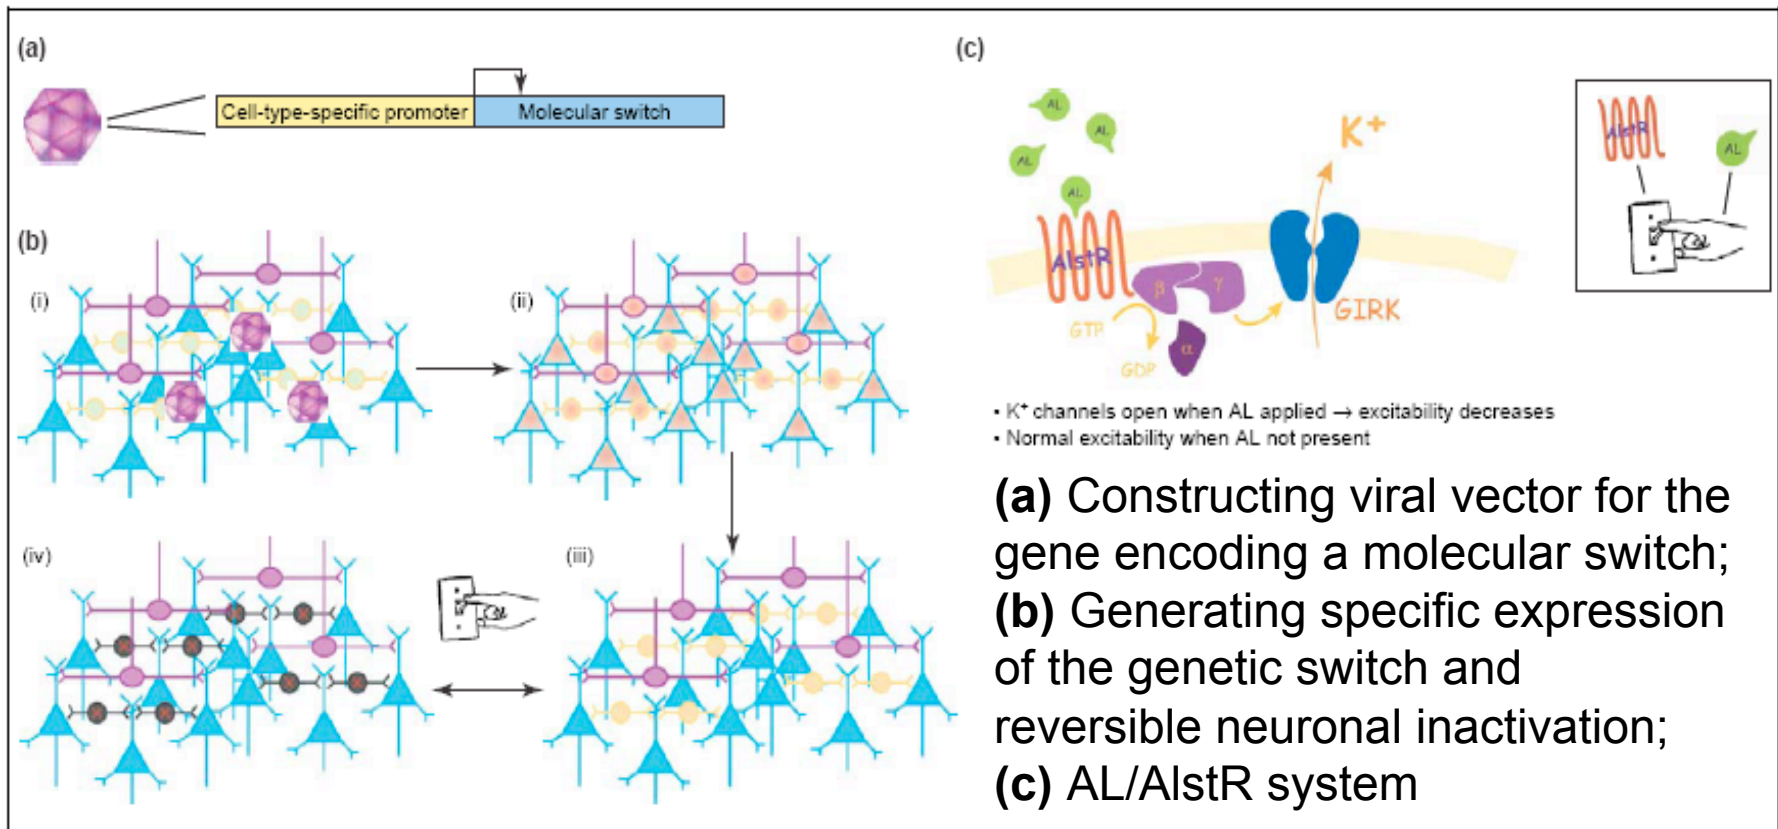 (a)
Cell-type-specific promoter Molecular switch
(b)
(i)
(ii)
(iv)
(iii)
(c)
AL
AL
AL
AL
AlstR
β γ
α
GTP
GDP
K+
GIRK
AlstR
AL
• K+ channels open when AL applied → excitability decreases
• Normal excitability when AL not present
(a) Constructing viral vector for the
gene encoding a molecular switch;
(b) Generating specific expression
of the genetic switch and
reversible neuronal inactivation;
(c) AL/AlstR system